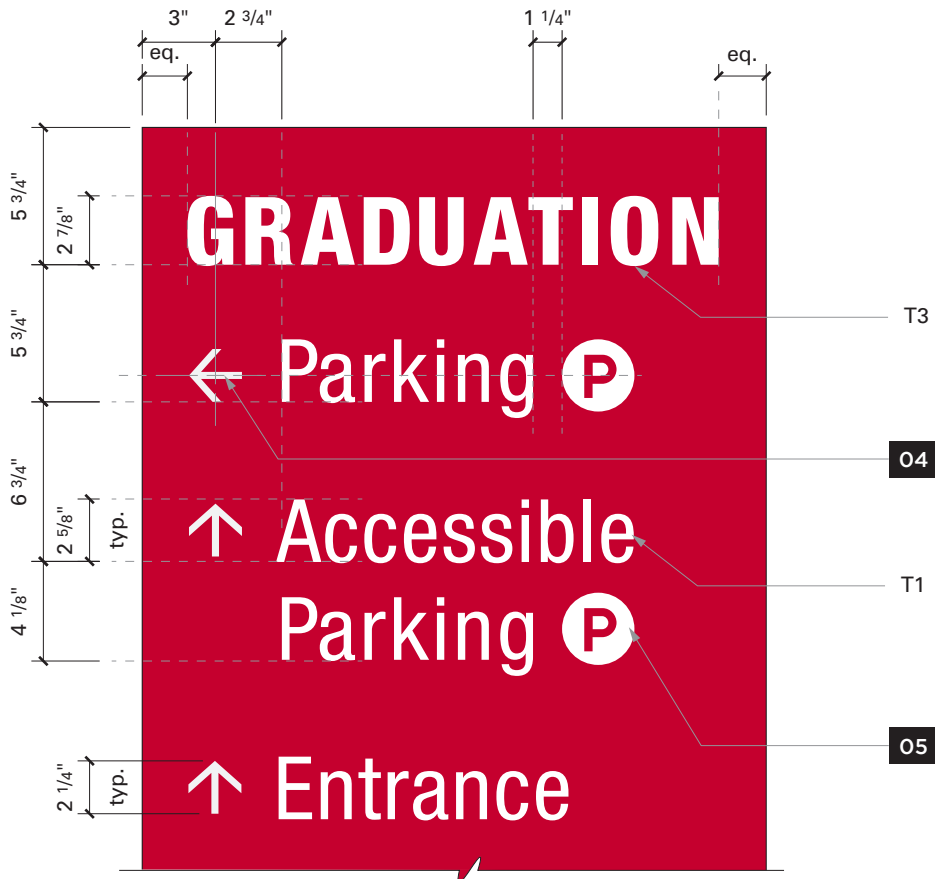 3" 2 3/4" 1 1/4"
eq. eq.
5 3/4"
2 7/8"
GRADUATION
T3
5 3/4"
Parking P
04
6 3/4"
2 5/8" typ.
Accessible
T1
4 1/8"
Parking P
05
2 1/4" typ.
Entrance